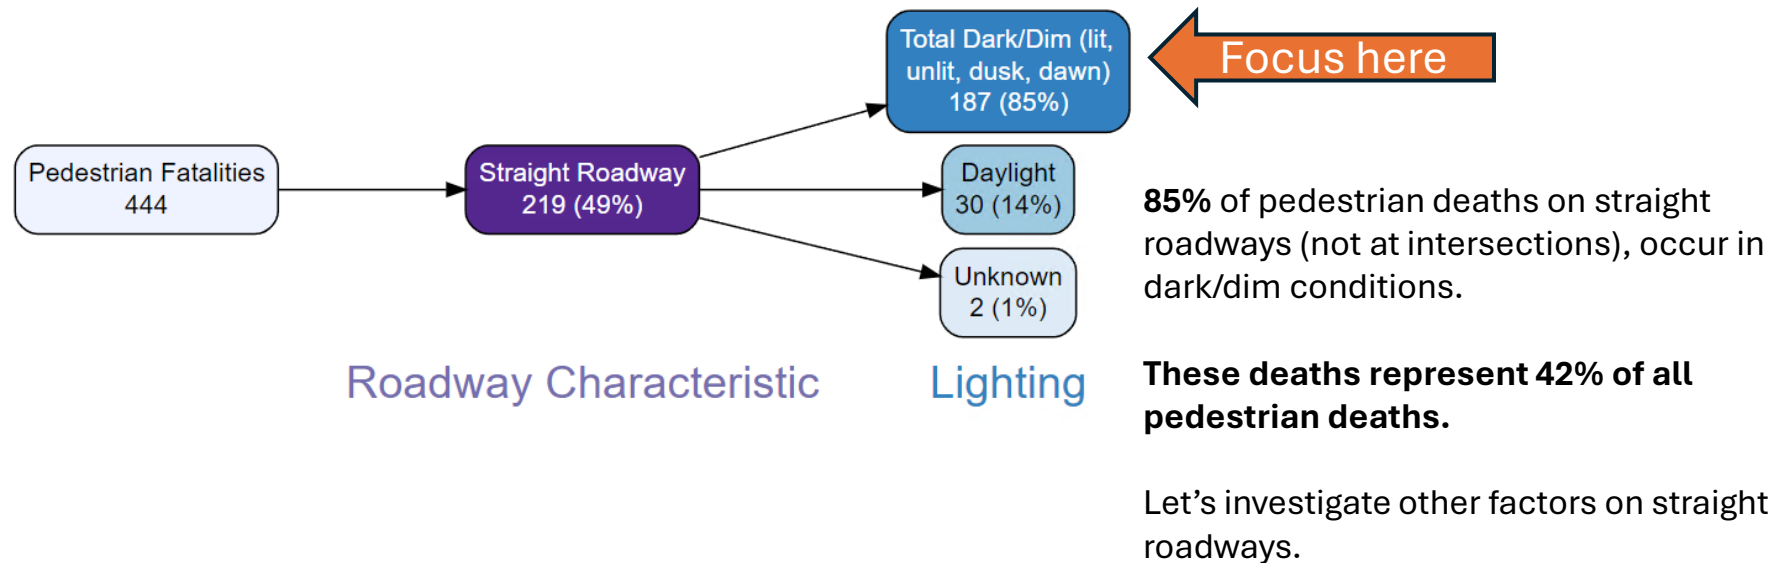 Total Dark/Dim (lit,
unlit, dusk, dawn)
187 (85%)
Focus here
Pedestrian Fatalities
444
Straight Roadway
219 (49%)
Daylight
30 (14%)
Unknown
2 (1%)
Roadway Characteristic
Lighting
85% of pedestrian deaths on straight
roadways (not at intersections), occur in
dark/dim conditions.
These deaths represent 42% of all
pedestrian deaths.
Let’s investigate other factors on straight
roadways.